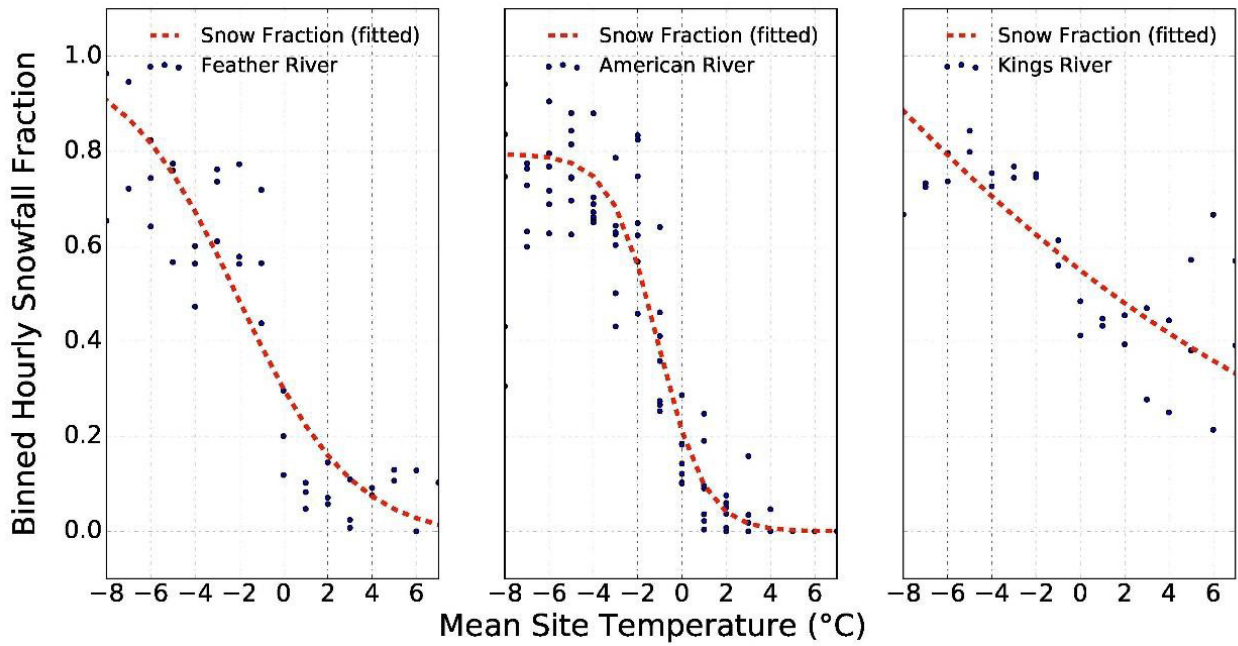 Snow Fraction (fitted)
Feather River
Snow Fraction (fitted)
American River
Snow Fraction (fitted)
Kings River
Binned Hourly Snowfall Fraction
1.0
0.8
0.6
0.4
0.2
0.0
−8 −6 −4 −2 0 2 4 6
−8 −6 −4 −2 0 2 4 6
−8 −6 −4 −2 0 2 4 6
Mean Site Temperature (°C)